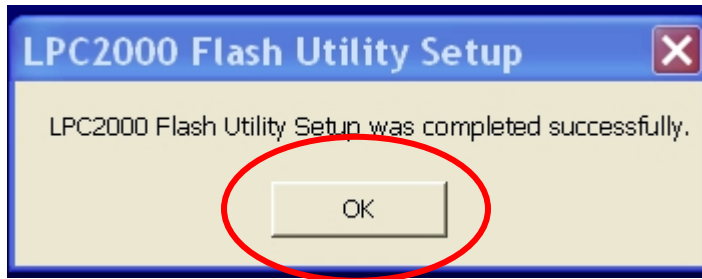 LPC2000 Flash Utility Setup
LPC2000 Flash Utility Setup was completed successfully.
OK